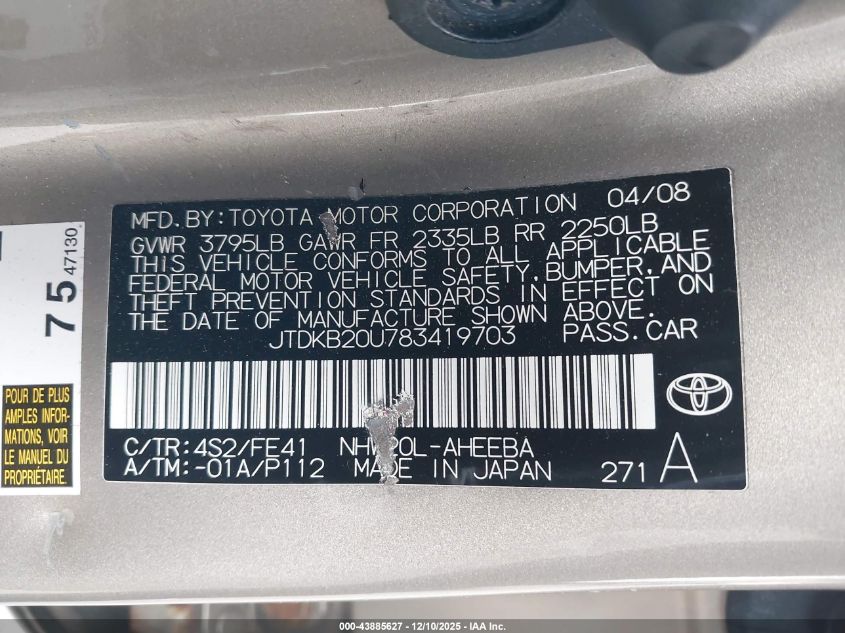 MFD. BY: TOYOTA MOTOR CORPORATION 04/08
GVWR 3795LB GAWR FR 2335LB RR 2250LB
THIS VEHICLE CONFORMS TO ALL APPLICABLE
FEDERAL MOTOR VEHICLE SAFETY, BUMPER, AND
THEFT PREVENTION STANDARDS IN EFFECT ON
THE DATE OF MANUFACTURE SHOWN ABOVE.
JTDKB20U783419703 PASS. CAR
C/TR: 4S2/FE41 NHW20L-AHEEBA
A/TM: -01A/P112 MADE IN JAPAN 271 A
75 47130
POUR DE PLUS
AMPLES INFOR-
MATIONS, VOIR
LE MANUEL DU
PROPRIÉTAIRE.
000-43885627 - 12/10/2025 - IAA Inc.